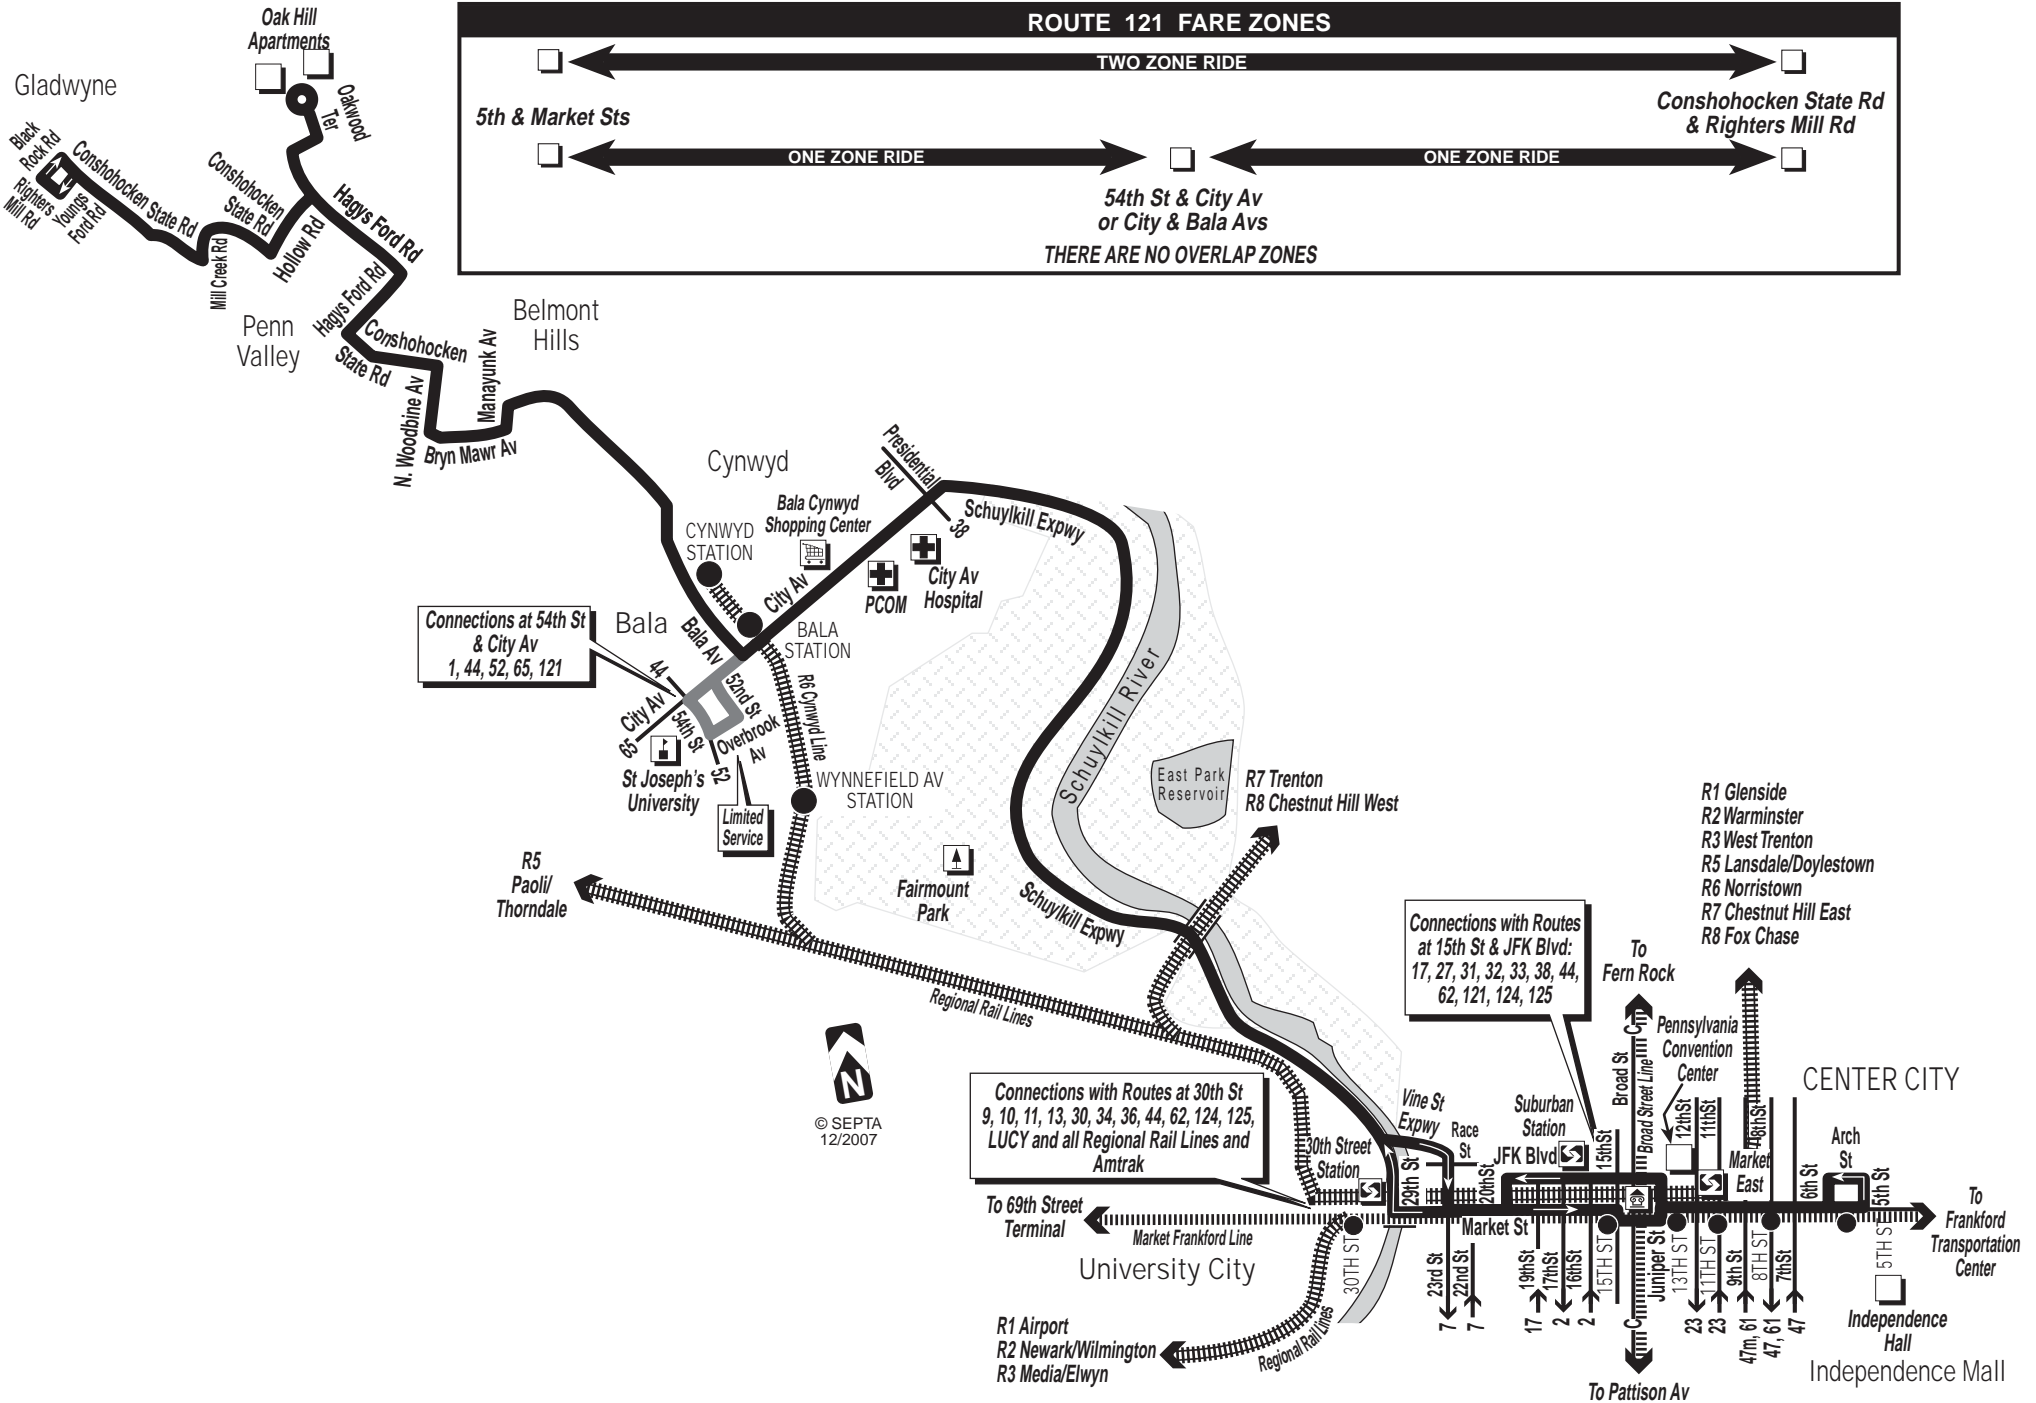 ROUTE 121 FARE ZONES
TWO ZONE RIDE
5th & Market Sts
Conshohocken State Rd
& Righters Mill Rd
ONE ZONE RIDE
ONE ZONE RIDE
54th St & City Av
or City & Bala Avs
THERE ARE NO OVERLAP ZONES
Oak Hill
Apartments
Gladwyne
Oakwood
Ter
Black
Rock Rd
Righters
Mill Rd
Youngs
Ford Rd
Conshohocken State Rd
Conshohocken
State Rd
Mill Creek Rd
Hollow Rd
Hagys Ford Rd
Hagys Ford Rd
Penn
Valley
Belmont
Hills
Conshohocken
State Rd
N. Woodbine Av
Manayunk Av
Bryn Mawr Av
Cynwyd
Presidential
Blvd
38
Bala Cynwyd
Shopping Center
CYNWYD
STATION
City Av
PCOM
City Av
Hospital
Schuylkill Expwy
Connections at 54th St
& City Av
1, 44, 52, 65, 121
Bala
Bala Av
BALA
STATION
44
City Av
65
54th St
52nd St
Overbrook
Av
52
R6 Cynwyd Line
St Joseph's
University
Limited
Service
WYNNEFIELD AV
STATION
Schuylkill River
East Park
Reservoir
R7 Trenton
R8 Chestnut Hill West
R5
Paoli/
Thorndale
Fairmount
Park
Schuylkill Expwy
Regional Rail Lines
N
© SEPTA
12/2007
R1 Glenside
R2 Warminster
R3 West Trenton
R5 Lansdale/Doylestown
R6 Norristown
R7 Chestnut Hill East
R8 Fox Chase
Connections with Routes
at 15th St & JFK Blvd:
17, 27, 31, 32, 33, 38, 44,
62, 121, 124, 125
To
Fern Rock
C
Broad St
Broad Street Line
Pennsylvania
Convention
Center
CENTER CITY
Connections with Routes at 30th St
9, 10, 11, 13, 30, 34, 36, 44, 62, 124, 125,
LUCY and all Regional Rail Lines and
Amtrak
Vine St
Expwy
Race
St
Suburban
Station
JFK Blvd
30th Street
Station
29th St
20thSt
15thSt
12thSt
11thSt
8thSt
Market
East
Arch
St
6th St
5th St
To 69th Street
Terminal
Market Frankford Line
Market St
To
Frankford
Transportation
Center
University City
30TH ST
23rd St
22nd St
19thSt
17thSt
16thSt
15TH ST
Juniper St
13TH ST
11TH ST
9th St
8TH ST
7thSt
5TH ST
7
7
17
2
2
C
23
23
47m, 61
47, 61
47
Independence
Hall
Independence Mall
R1 Airport
R2 Newark/Wilmington
R3 Media/Elwyn
Regional Rail Lines
To Pattison Av